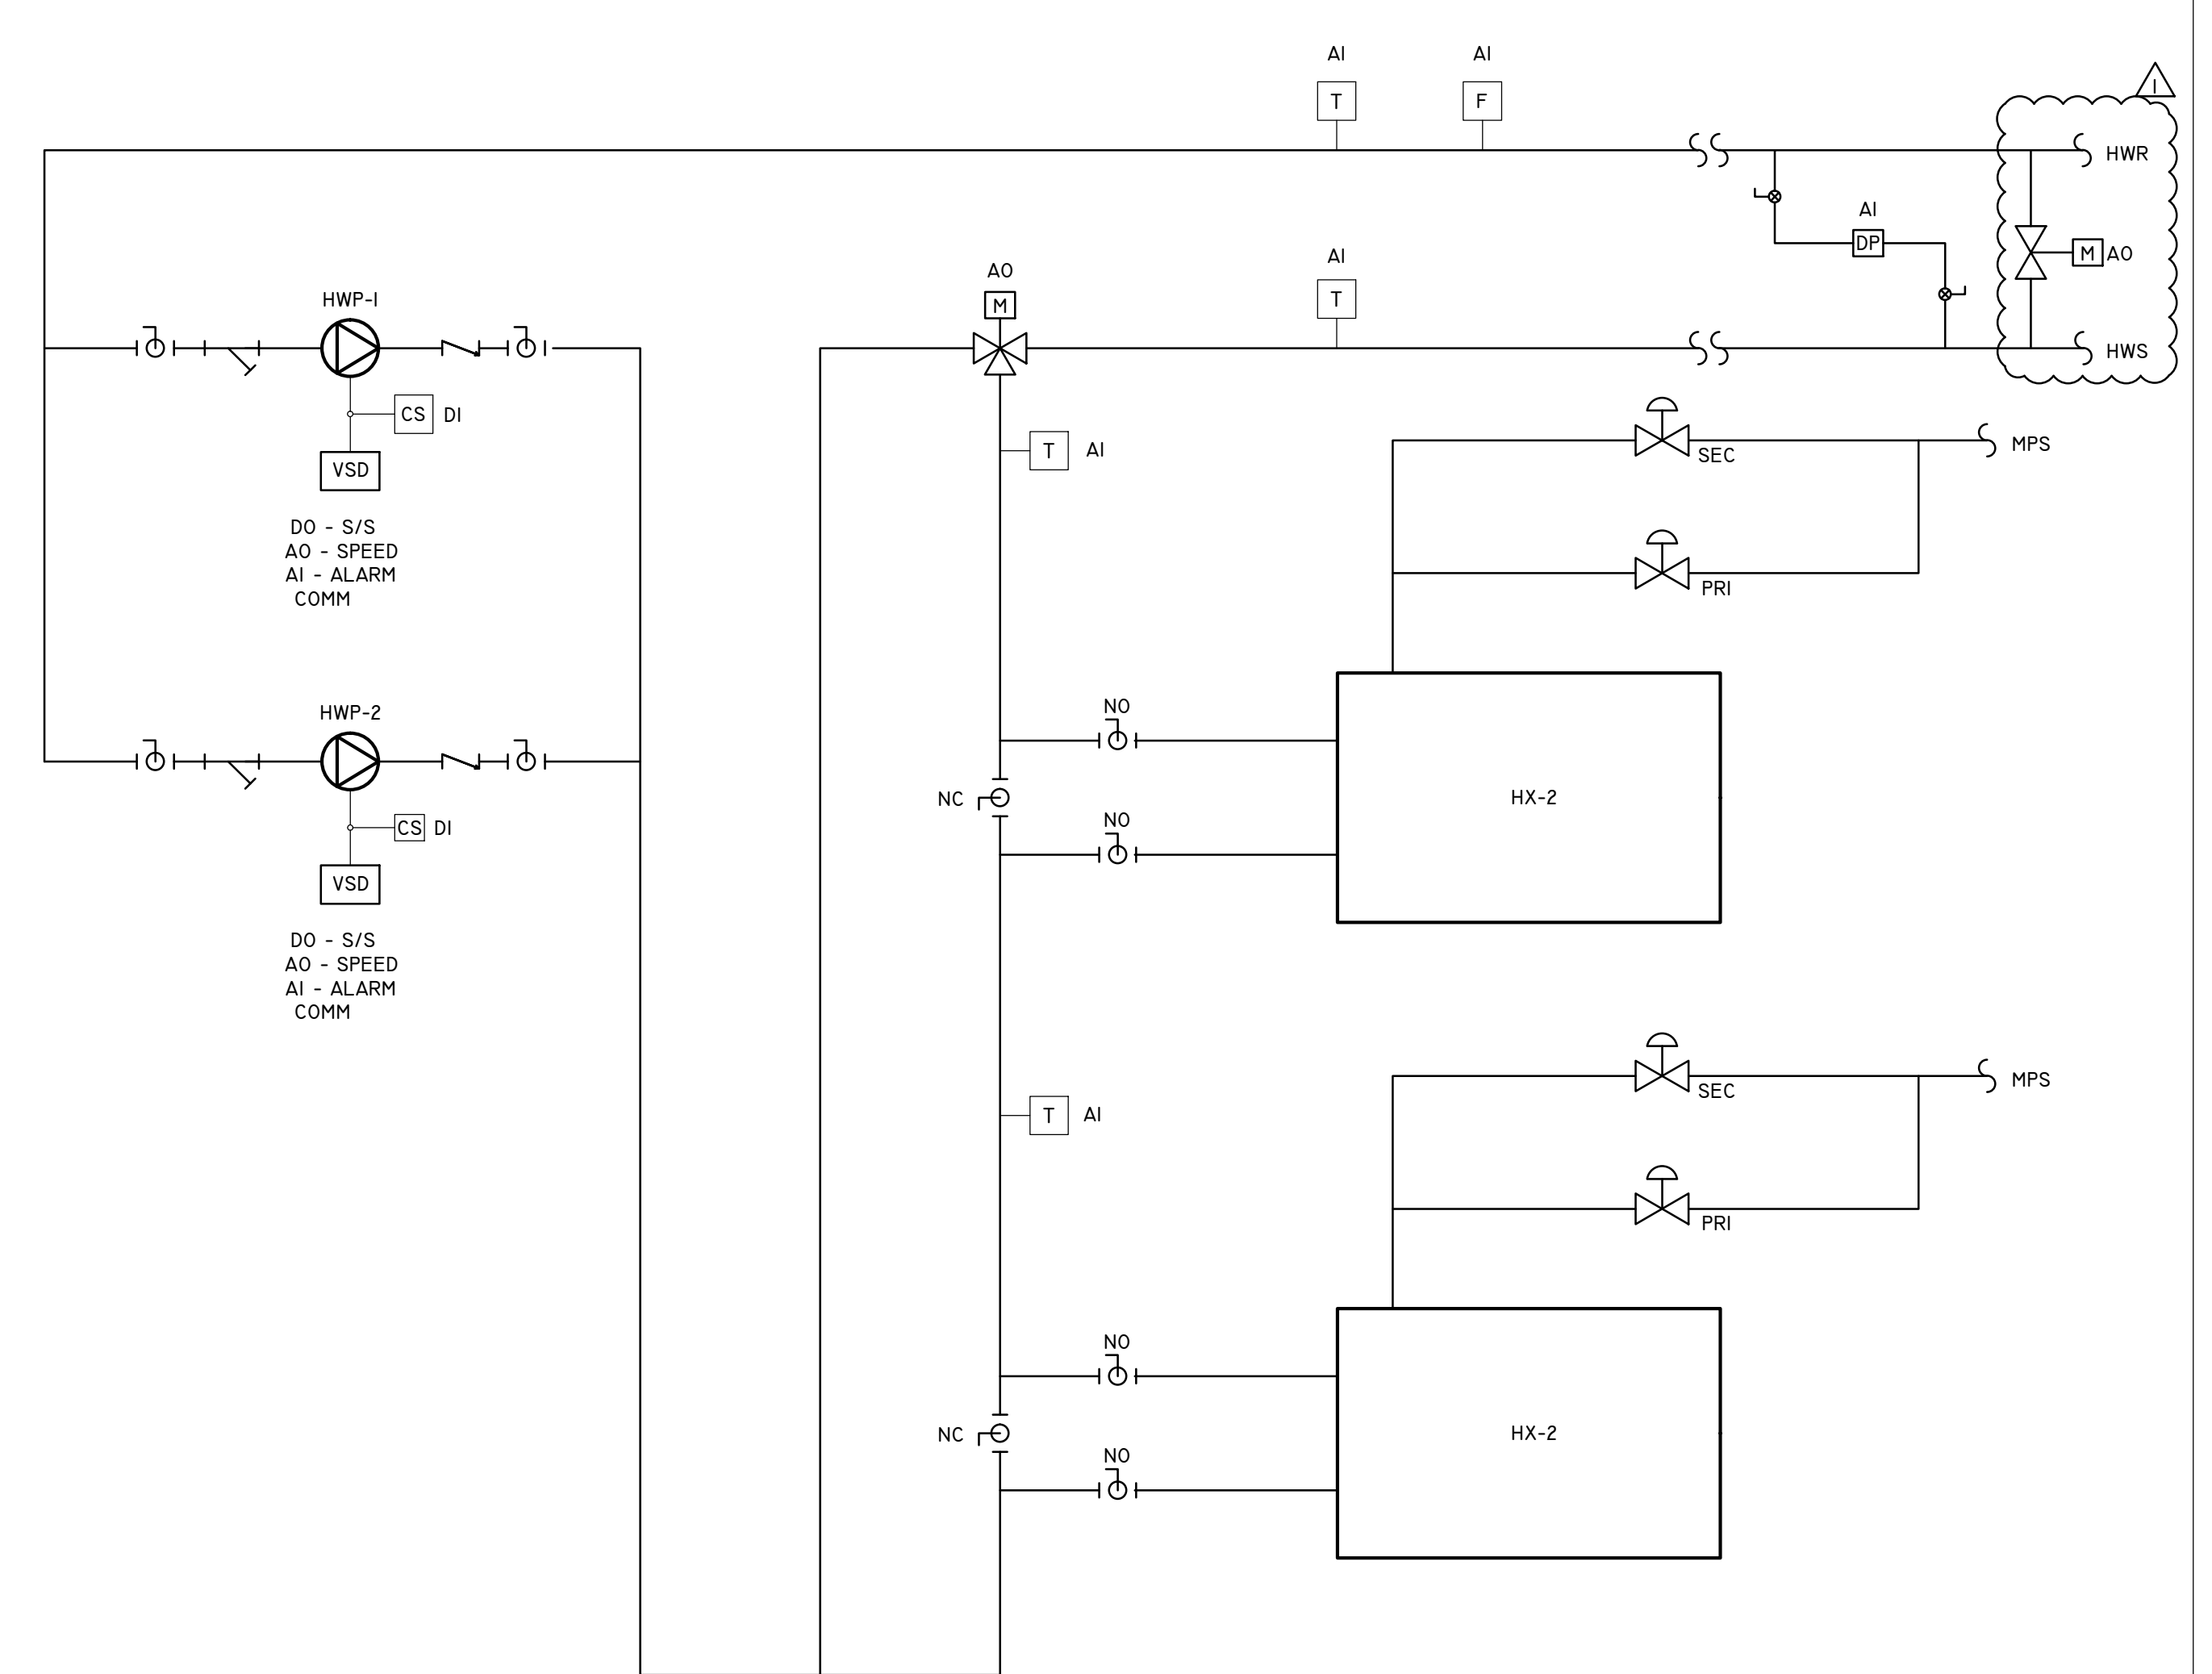 AI
AI
T
F
I
HWR
AI
DP
M
AO
AO
M
AI
T
HWS
HWP-1
CS
DI
VSD
DO - S/S
AO - SPEED
AI - ALARM
COMM
T
AI
SEC
MPS
PRI
HWP-2
CS
DI
VSD
DO - S/S
AO - SPEED
AI - ALARM
COMM
NO
NC
NO
HX-2
T
AI
SEC
MPS
PRI
NO
NC
NO
HX-2